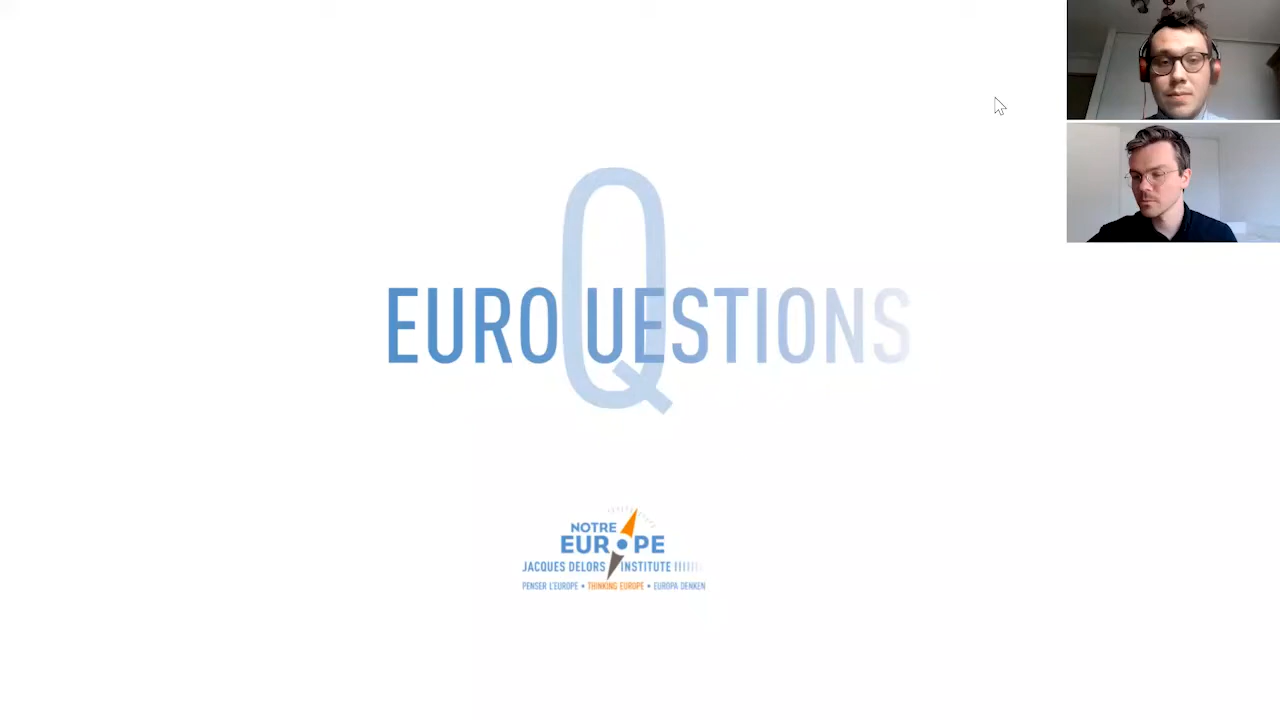 EUROQUESTIONS
NOTRE
EUROPE
JACQUES DELORS INSTITUTE
PENSER L'EUROPE • THINKING EUROPE • EUROPA DENKEN